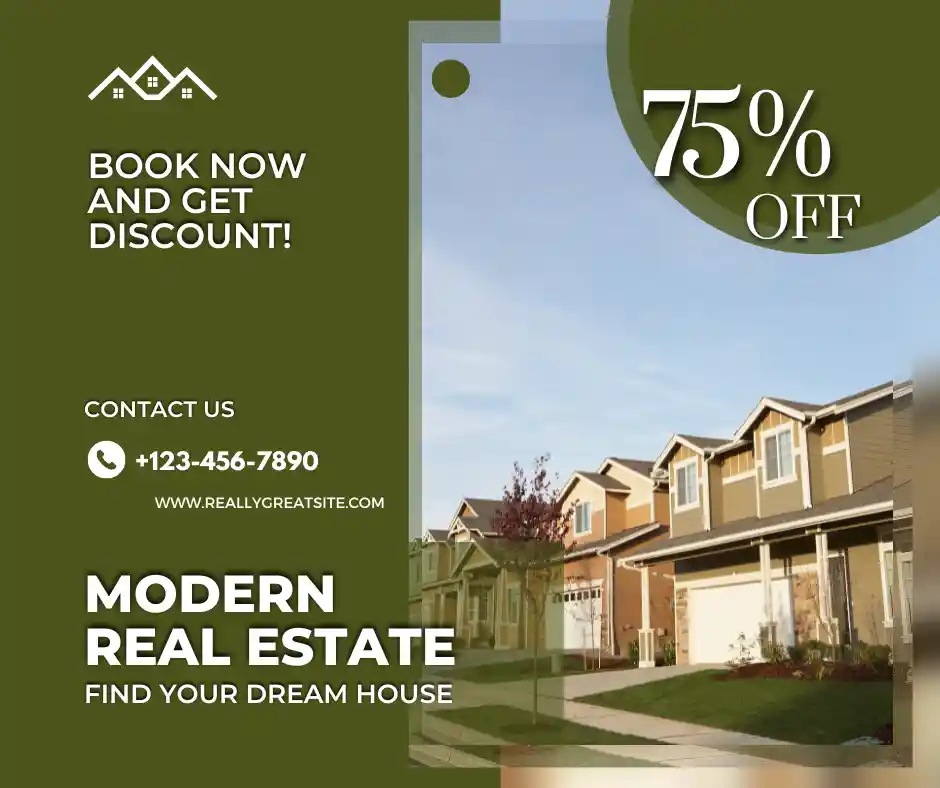 BOOK NOW
AND GET
DISCOUNT!
75%
OFF
CONTACT US
+123-456-7890
WWW.REALLYGREATSITE.COM
MODERN
REAL ESTATE
FIND YOUR DREAM HOUSE